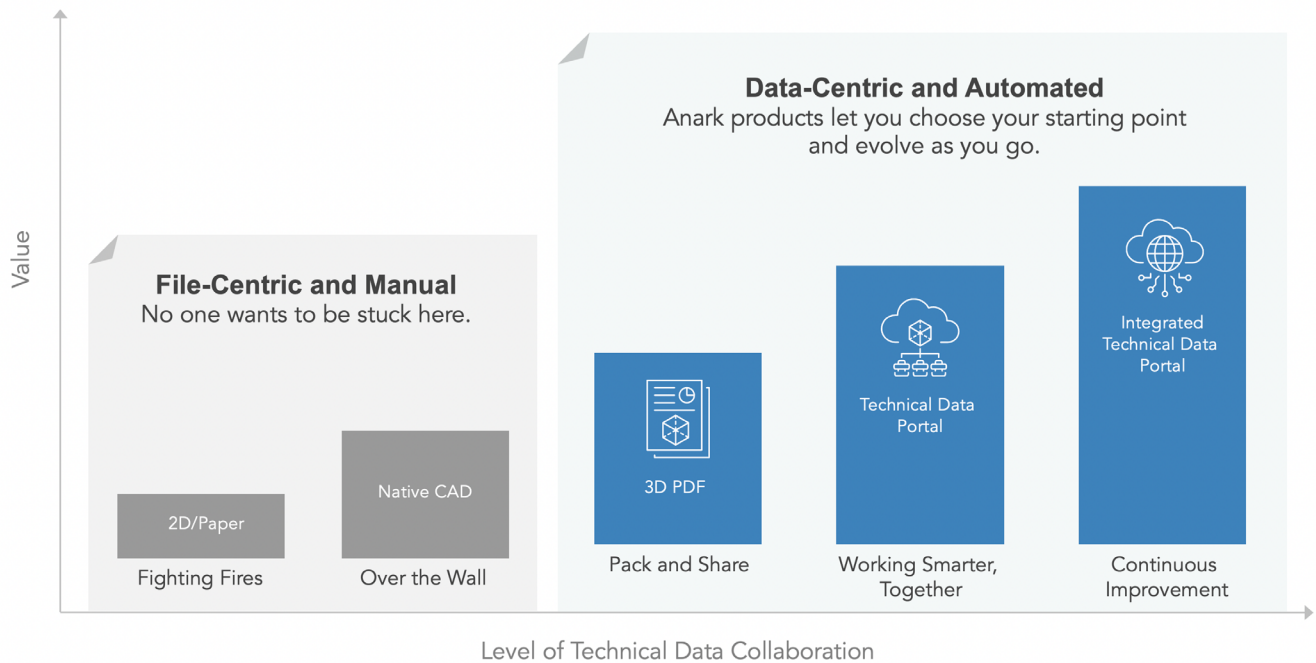 Data-Centric and Automated
Anark products let you choose your starting point
and evolve as you go.
File-Centric and Manual
No one wants to be stuck here.
Value
2D/Paper
Fighting Fires
Native CAD
Over the Wall
3D PDF
Pack and Share
Technical Data
Portal
Working Smarter,
Together
Integrated
Technical Data
Portal
Continuous
Improvement
Level of Technical Data Collaboration